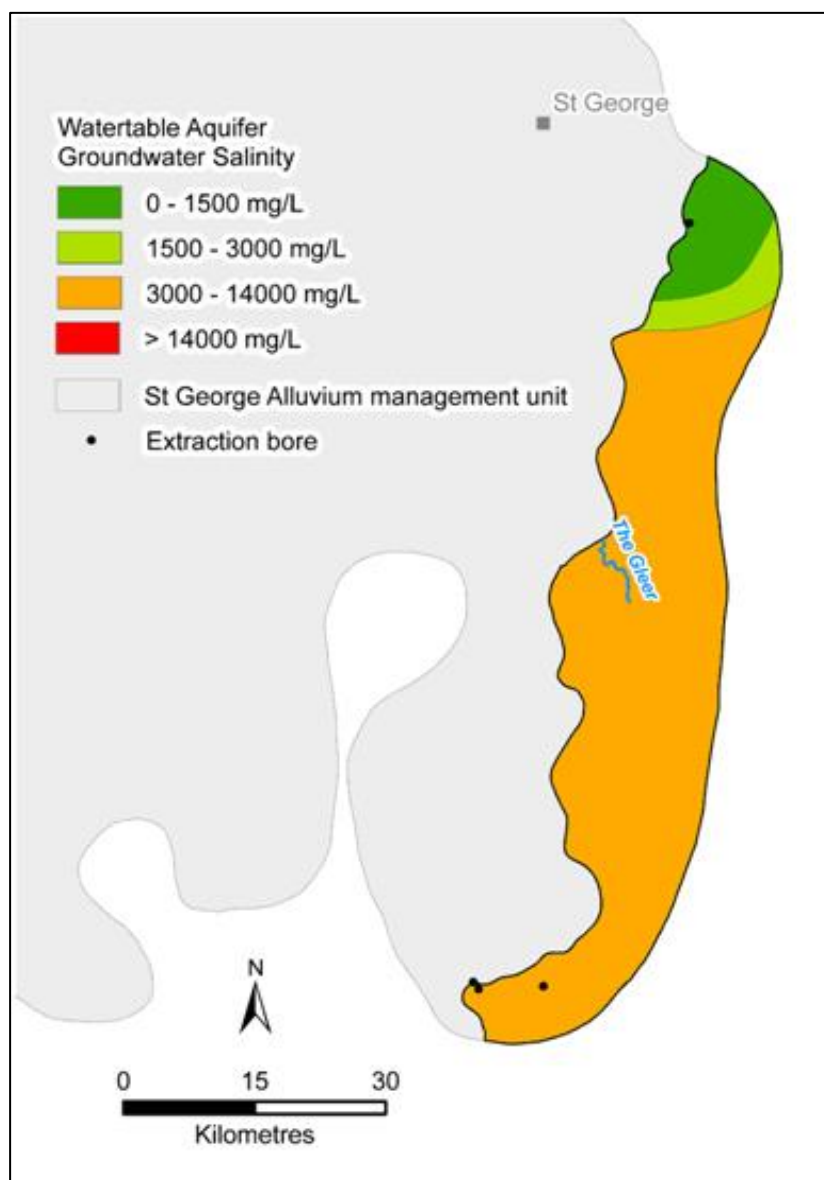 St George
Watertable Aquifer
Groundwater Salinity
0 - 1500 mg/L
1500 - 3000 mg/L
3000 - 14000 mg/L
> 14000 mg/L
St George Alluvium management unit
Extraction bore
The Gleer
N
0 15 30
Kilometres